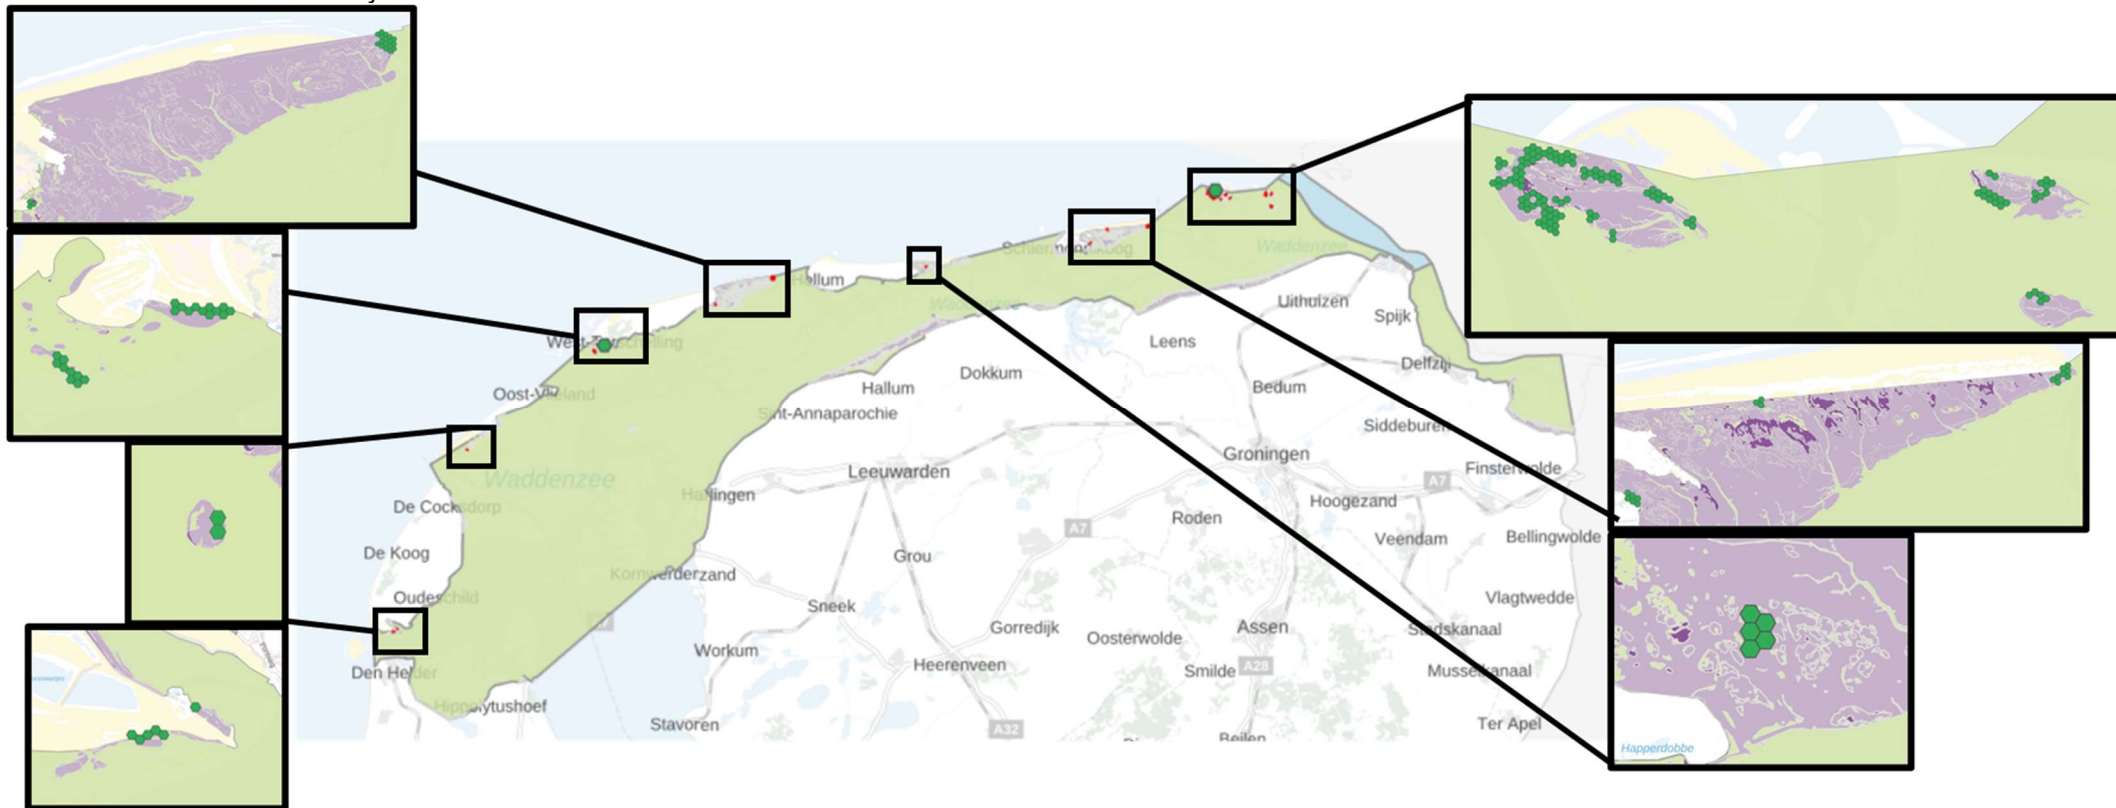 Hollum
Schiermonnikoog
Waddenzee
Waddenzee
West-Terschelling
Uithuizen
Spijk
Leens
Delfzijl
Oost-Vlieland
Hallum
Dokkum
Bedum
Sint-Annaparochie
Siddeburen
Groningen
Leeuwarden
Finsterwolde
Waddenzee
A7
Harlingen
De Cocksdorp
Hoogezand
Roden
A7
Veendam
Bellingwolde
De Koog
Grou
Kornwerderzand
Oudeschild
Sneek
Vlagtwedde
Gorredijk
Oosterwolde
Assen
Stadskanaal
Workum
Heerenveen
Smilde
A28
Musselkanaal
Den Helder
Hippolytushoef
Stavoren
A32
Beilen
Ter Apel
Happerdobbe